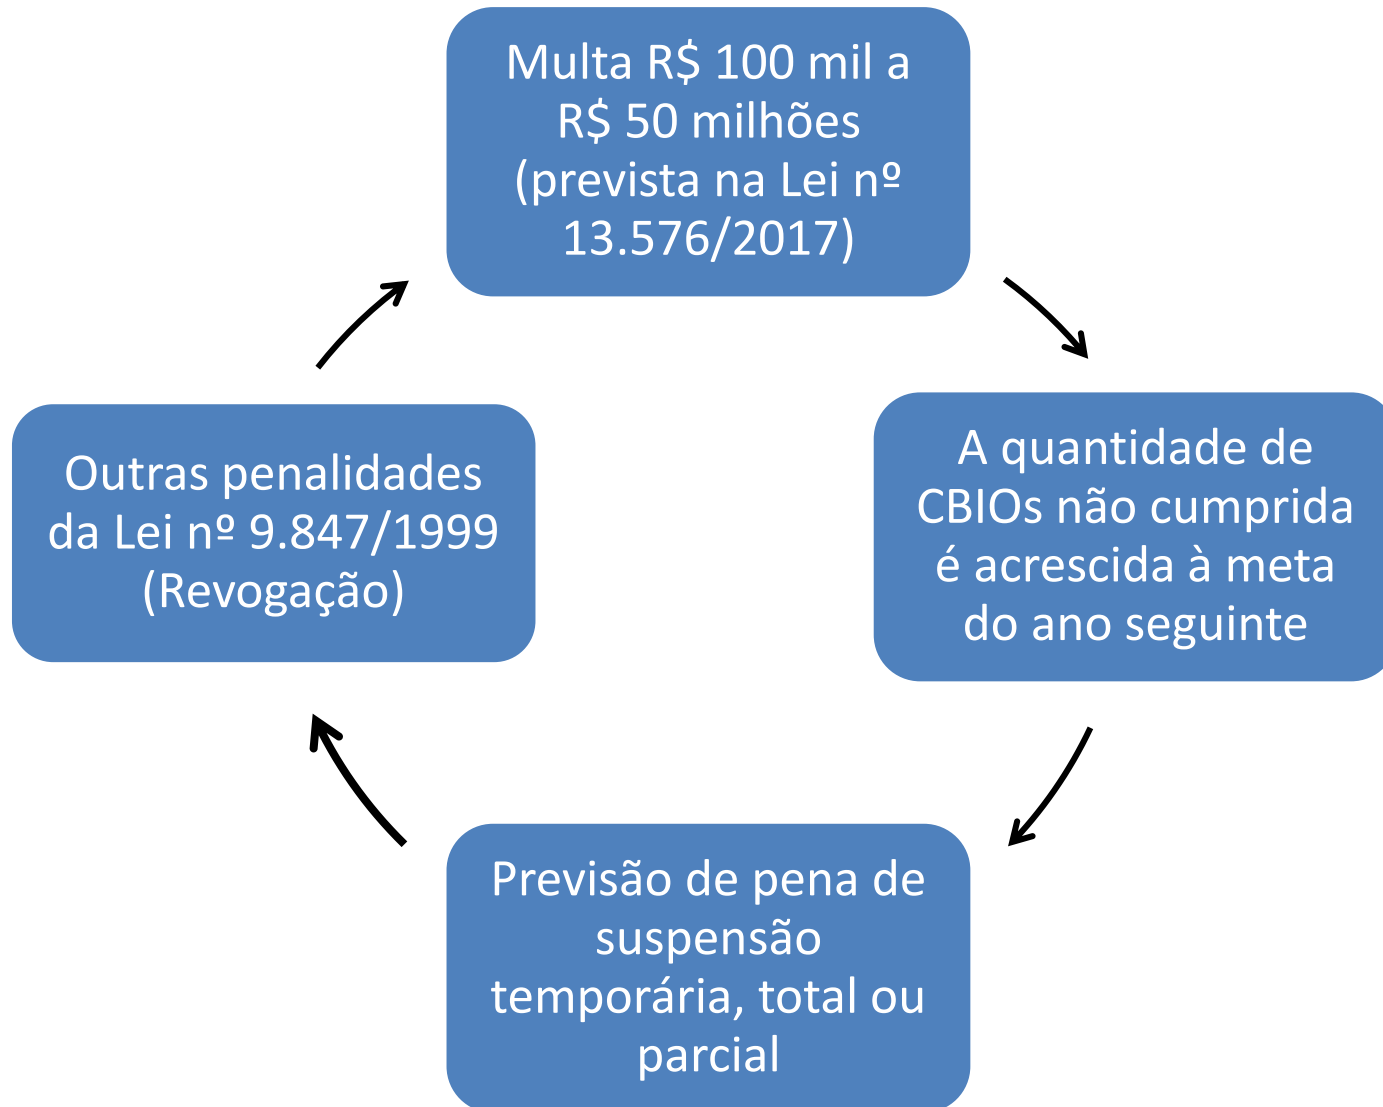 Multa R$ 100 mil a
R$ 50 milhões
(prevista na Lei nº
13.576/2017)
A quantidade de
CBIOs não cumprida
é acrescida à meta
do ano seguinte
Previsão de pena de
suspensão
temporária, total ou
parcial
Outras penalidades
da Lei nº 9.847/1999
(Revogação)